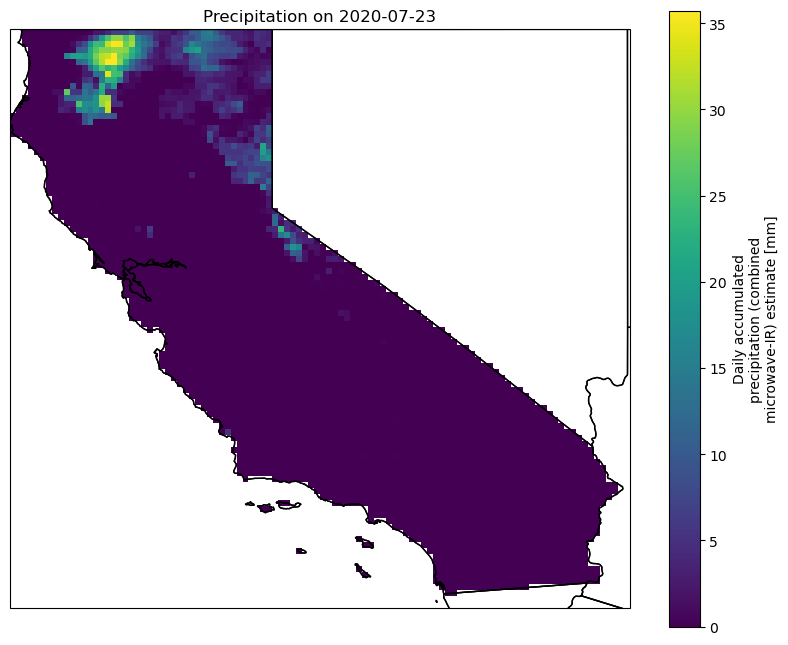 Precipitation on 2020-07-23
35
30
25
20
15
10
5
0
Daily accumulated
precipitation (combined
microwave-IR) estimate [mm]